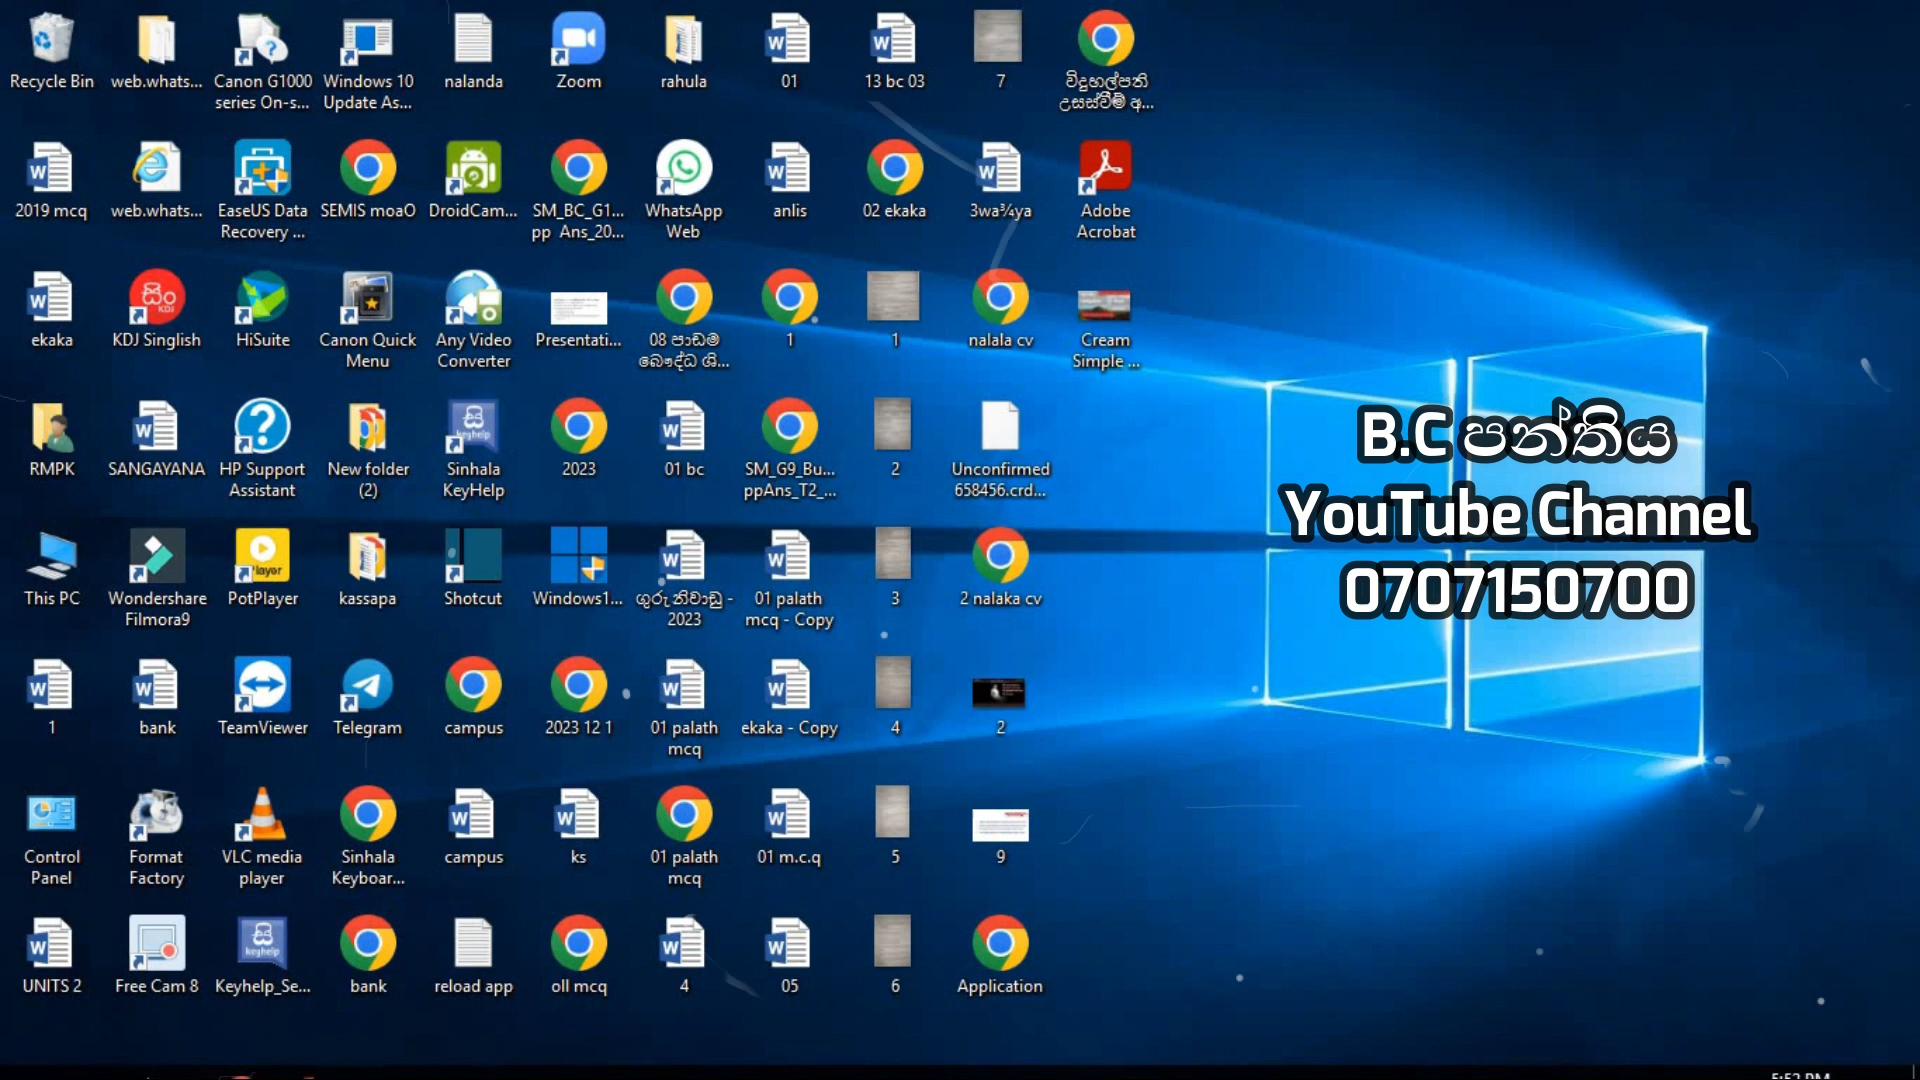 Recycle Bin
web.whats...
Canon G1000 series On-s...
Windows 10 Update As...
nalanda
Zoom
rahula
01
13 bc 03
7
විදුහල්පති උසස්වීම් අ...
2019 mcq
web.whats...
EaseUS Data Recovery ...
SEMIS moaO
DroidCam...
SM_BC_G1... pp Ans_20...
WhatsApp Web
anlis
02 ekaka
3wa¾ya
Adobe Acrobat
ekaka
KDJ Singlish
HiSuite
Canon Quick Menu
Any Video Converter
Presentati...
08 පාඩම බෞද්ධ ශි...
1
1
nalala cv
Cream Simple ...
RMPK
SANGAYANA
HP Support Assistant
New folder (2)
Sinhala KeyHelp
2023
01 bc
SM_G9_Bu... ppAns_T2_...
2
Unconfirmed 658456.crd...
B.C පන්තිය
YouTube Channel
0707150700
This PC
Wondershare Filmora9
PotPlayer
kassapa
Shotcut
Windows1...
ගුරු නිවාඩු - 2023
01 palath mcq - Copy
3
2 nalaka cv
1
bank
TeamViewer
Telegram
campus
2023 12 1
01 palath mcq
ekaka - Copy
4
2
Control Panel
Format Factory
VLC media player
Sinhala Keyboar...
campus
ks
01 palath mcq
01 m.c.q
5
9
UNITS 2
Free Cam 8
Keyhelp_Se...
bank
reload app
oll mcq
4
05
6
Application
5:52 PM